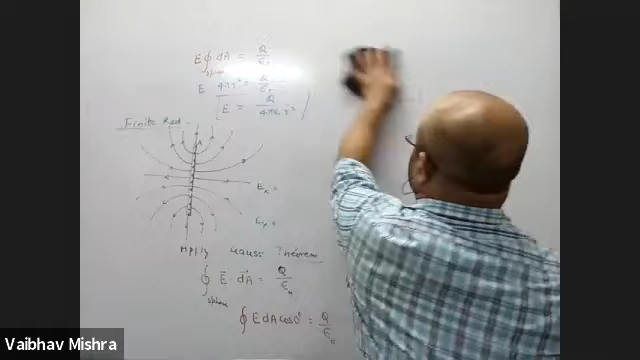 E ∮ dA = Q/ε₀
sphere
E 4πr² = Q/ε₀
E = Q/4πε₀r²
Finite Rod
A
Eₓ =
Eᵧ =
Apply Gauss Theorem
∮ E⃗ · dA⃗ = Q/ε₀
sphere
∮ E dA cos0° = Q/ε₀
Vaibhav Mishra